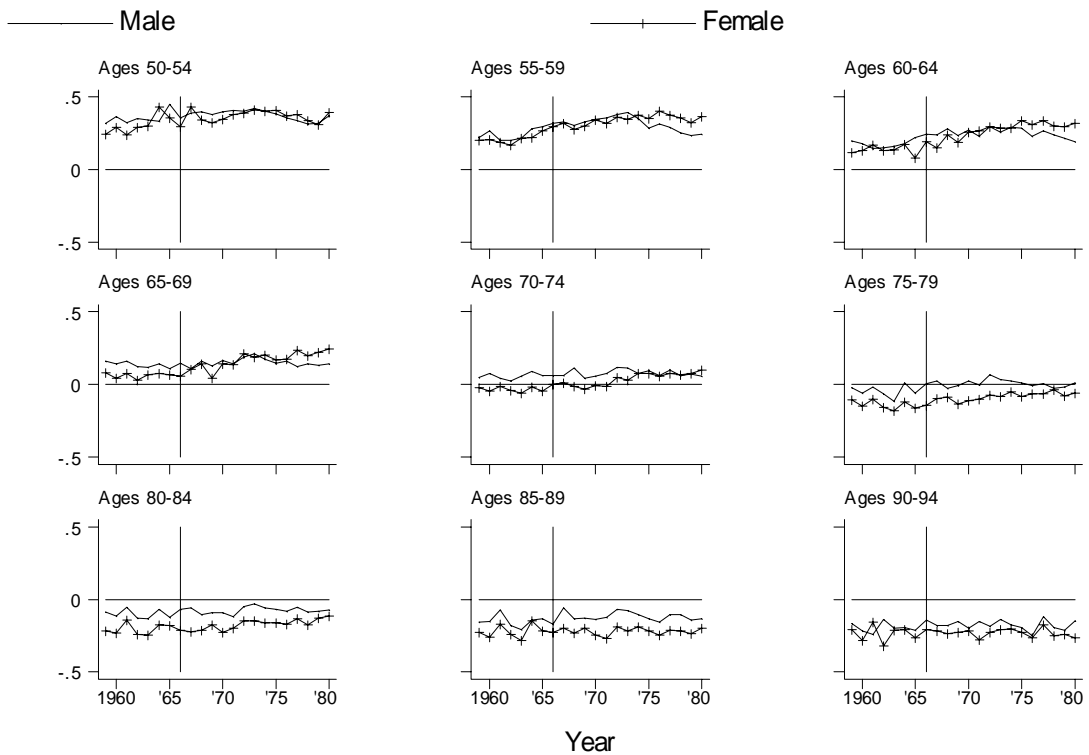 Male Female
Ages 50-54 Ages 55-59 Ages 60-64
.5
0
-.5
Ages 65-69 Ages 70-74 Ages 75-79
.5
0
-.5
Ages 80-84 Ages 85-89 Ages 90-94
.5
0
-.5
1960 '65 '70 '75 '80 1960 '65 '70 '75 '80 1960 '65 '70 '75 '80
Year